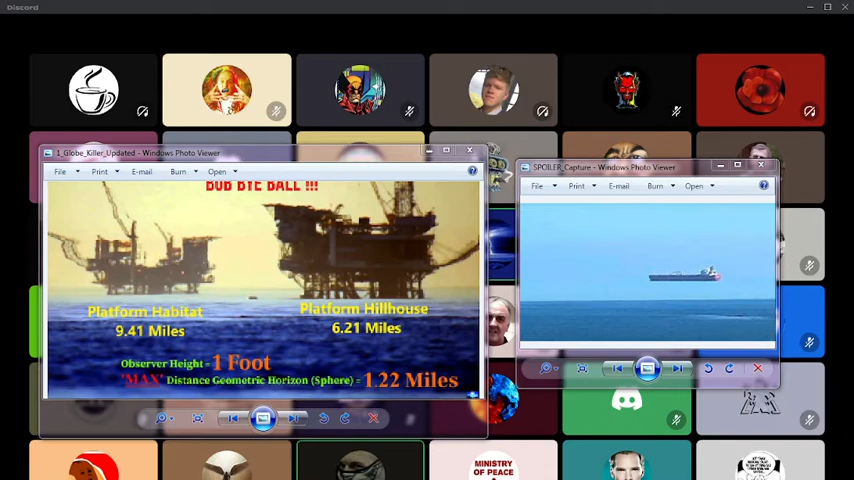 Discord
1_Globe_Killer_Updated - Windows Photo Viewer
File Print E-mail Burn Open
BOB BYE BALL !!!
Platform Habitat
9.41 Miles
Platform Hillhouse
6.21 Miles
Observer Height = 1 Foot
'MAX' Distance Geometric Horizon (Sphere) = 1.22 Miles
SPOILER_Capture - Windows Photo Viewer
File Print E-mail Burn Open
MINISTRY OF
PEACE